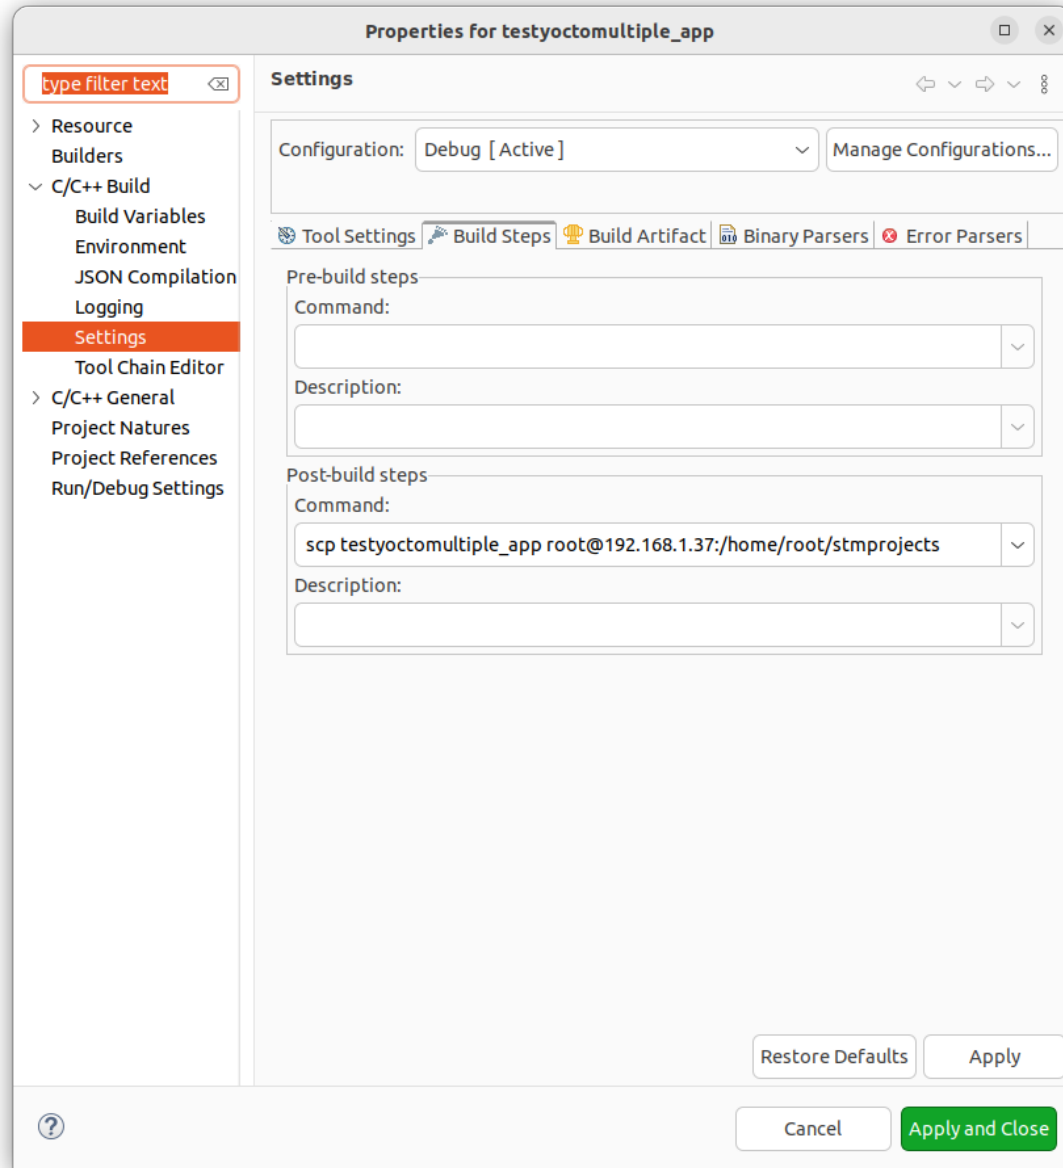 Properties for testyoctomultiple_app
type filter text
Resource
Builders
C/C++ Build
Build Variables
Environment
JSON Compilation
Logging
Settings
Tool Chain Editor
C/C++ General
Project Natures
Project References
Run/Debug Settings
Settings
Configuration: Debug [ Active ] Manage Configurations...
Tool Settings Build Steps Build Artifact Binary Parsers Error Parsers
Pre-build steps
Command:
Description:
Post-build steps
Command:
scp testyoctomultiple_app root@192.168.1.37:/home/root/stmprojects
Description:
Restore Defaults Apply
Cancel Apply and Close